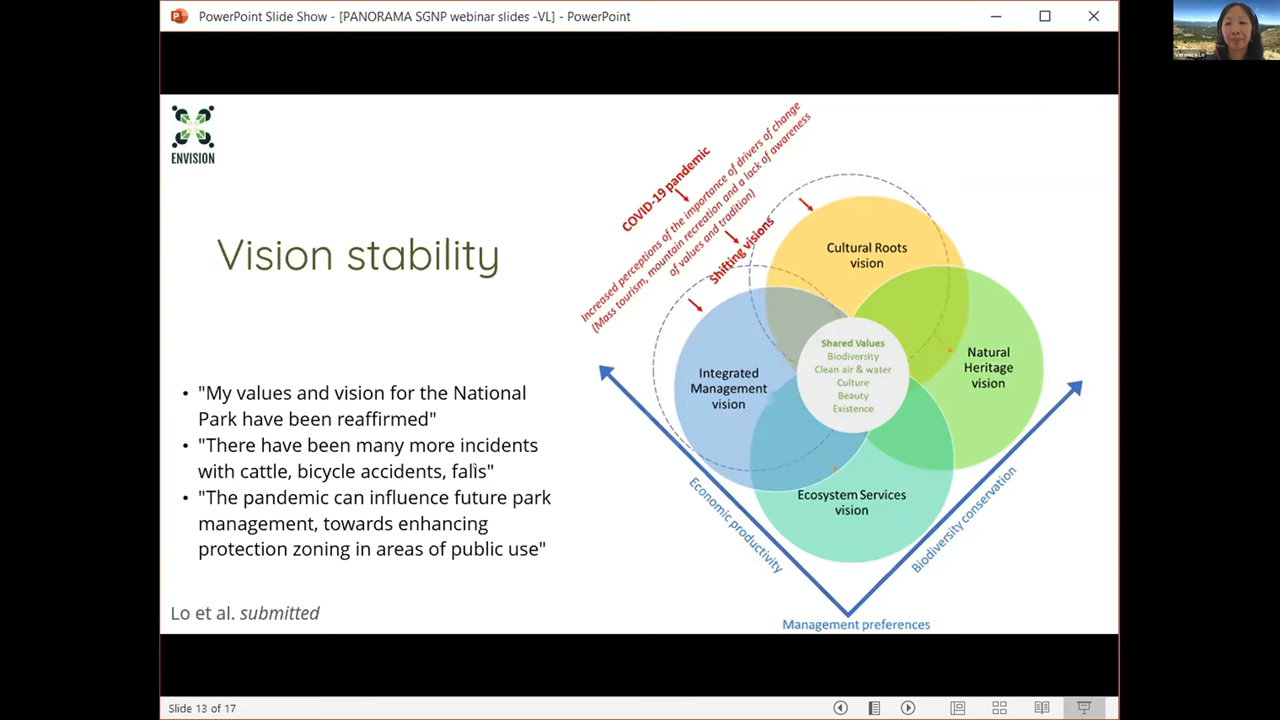 PowerPoint Slide Show - [PANORAMA SGNP webinar slides -VL] - PowerPoint
Veronica Lo
ENVISION
Vision stability
• "My values and vision for the National
Park have been reaffirmed"
• "There have been many more incidents
with cattle, bicycle accidents, falls"
• "The pandemic can influence future park
management, towards enhancing
protection zoning in areas of public use"
Lo et al. submitted
COVID-19 pandemic
Increased perceptions of the importance of drivers of change
(Mass tourism, mountain recreation and a lack of awareness
of values and tradition)
Shifting visions
Cultural Roots
vision
Natural
Heritage
vision
Integrated
Management
vision
Shared Values
Biodiversity
Clean air & water
Culture
Beauty
Existence
Ecosystem Services
vision
Economic productivity
Biodiversity conservation
Management preferences
Slide 13 of 17